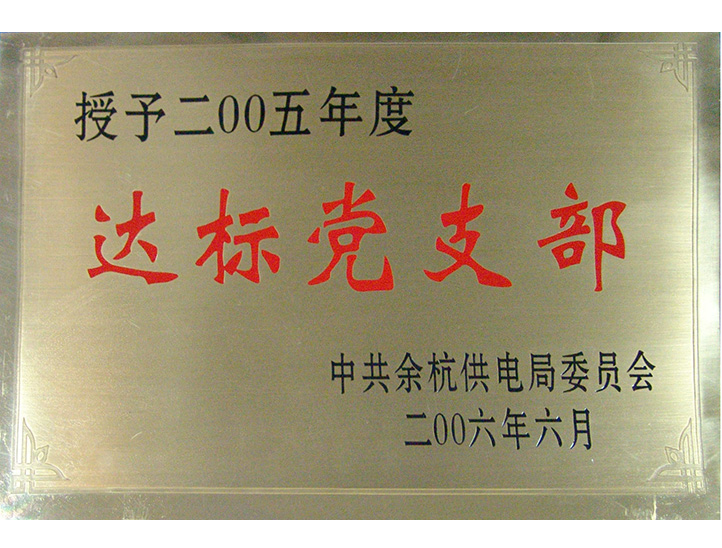 授予二00五年度
达标党支部
中共余杭供电局委员会
二00六年六月